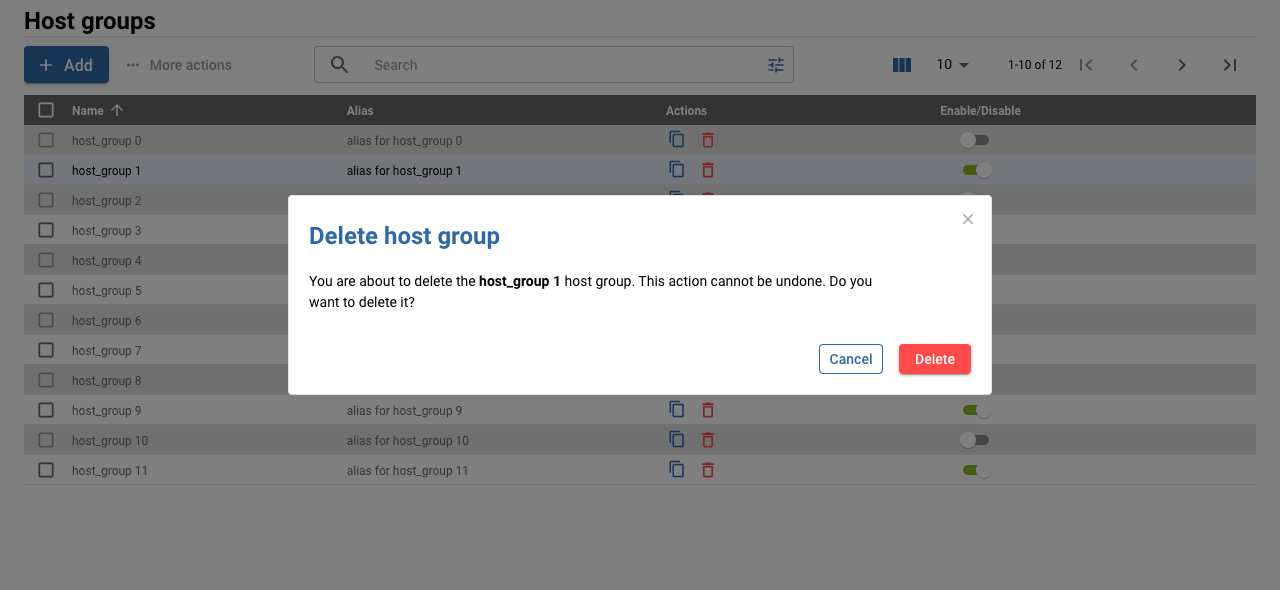 Host groups
+ Add
··· More actions
Search
10
1-10 of 12
Name Alias Actions Enable/Disable
host_group 0 alias for host_group 0
host_group 1 alias for host_group 1
host_group 2
host_group 3
host_group 4
host_group 5
host_group 6
host_group 7
host_group 8
host_group 9 alias for host_group 9
host_group 10 alias for host_group 10
host_group 11 alias for host_group 11
Delete host group
You are about to delete the host_group 1 host group. This action cannot be undone. Do you
want to delete it?
Cancel
Delete